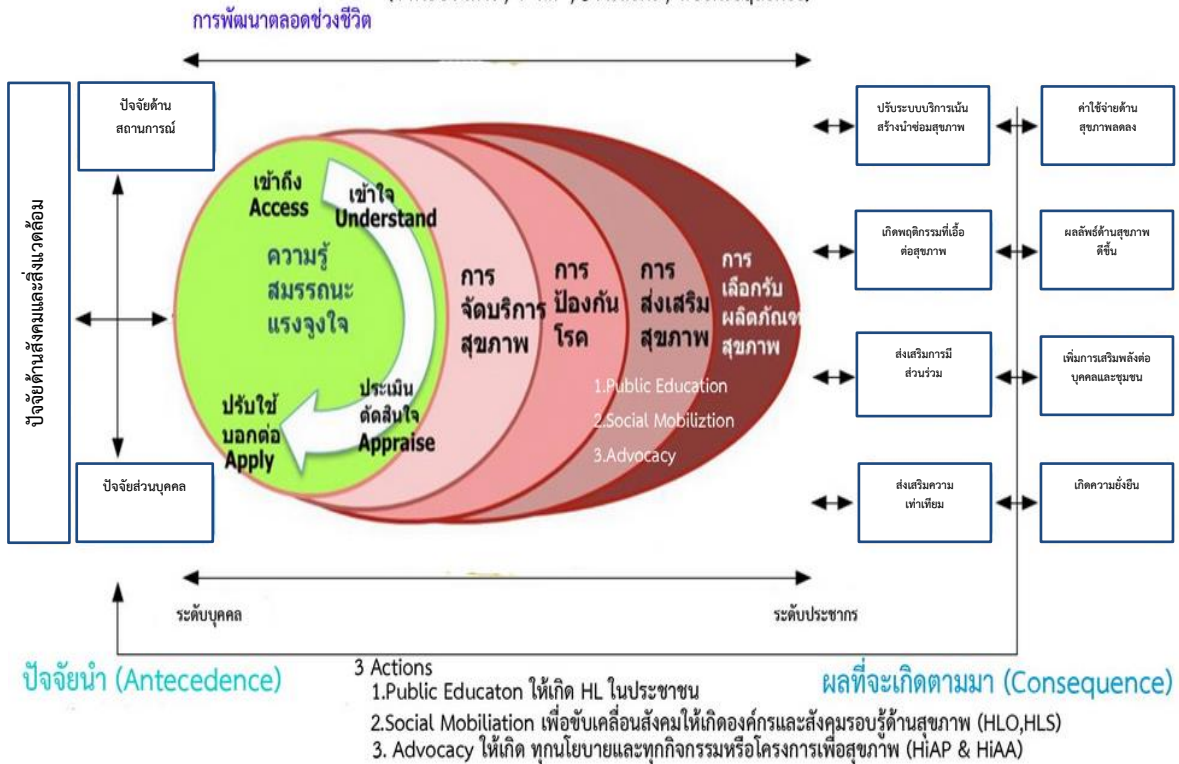 การพัฒนาตลอดช่วงชีวิต
ปัจจัยด้านสังคมและสิ่งแวดล้อม
ปัจจัยด้าน
สถานการณ์
ปัจจัยส่วนบุคคล
เข้าถึง
Access
เข้าใจ
Understand
ความรู้
สมรรถนะ
แรงจูงใจ
ประเมิน
ตัดสินใจ
Appraise
ปรับใช้
บอกต่อ
Apply
การ
จัดบริการ
สุขภาพ
การ
ป้องกัน
โรค
การ
ส่งเสริม
สุขภาพ
การ
เลือกรับ
ผลิตภัณฑ์
สุขภาพ
1.Public Education
2.Social Mobiliztion
3.Advocacy
ปรับระบบบริการเน้น
สร้างนำซ่อมสุขภาพ
ค่าใช้จ่ายด้าน
สุขภาพลดลง
เกิดพฤติกรรมที่เอื้อ
ต่อสุขภาพ
ผลลัพธ์ด้านสุขภาพ
ดีขึ้น
ส่งเสริมการมี
ส่วนร่วม
เพิ่มการเสริมพลังต่อ
บุคคลและชุมชน
ส่งเสริมความ
เท่าเทียม
เกิดความยั่งยืน
ระดับบุคคล
ระดับประชากร
ปัจจัยนำ (Antecedence)
ผลที่จะเกิดตามมา (Consequence)
3 Actions
1.Public Educaton ให้เกิด HL ในประชาชน
2.Social Mobiliation เพื่อขับเคลื่อนสังคมให้เกิดองค์กรและสังคมรอบรู้ด้านสุขภาพ (HLO,HLS)
3. Advocacy ให้เกิด ทุกนโยบายและทุกกิจกรรมหรือโครงการเพื่อสุขภาพ (HiAP & HiAA)